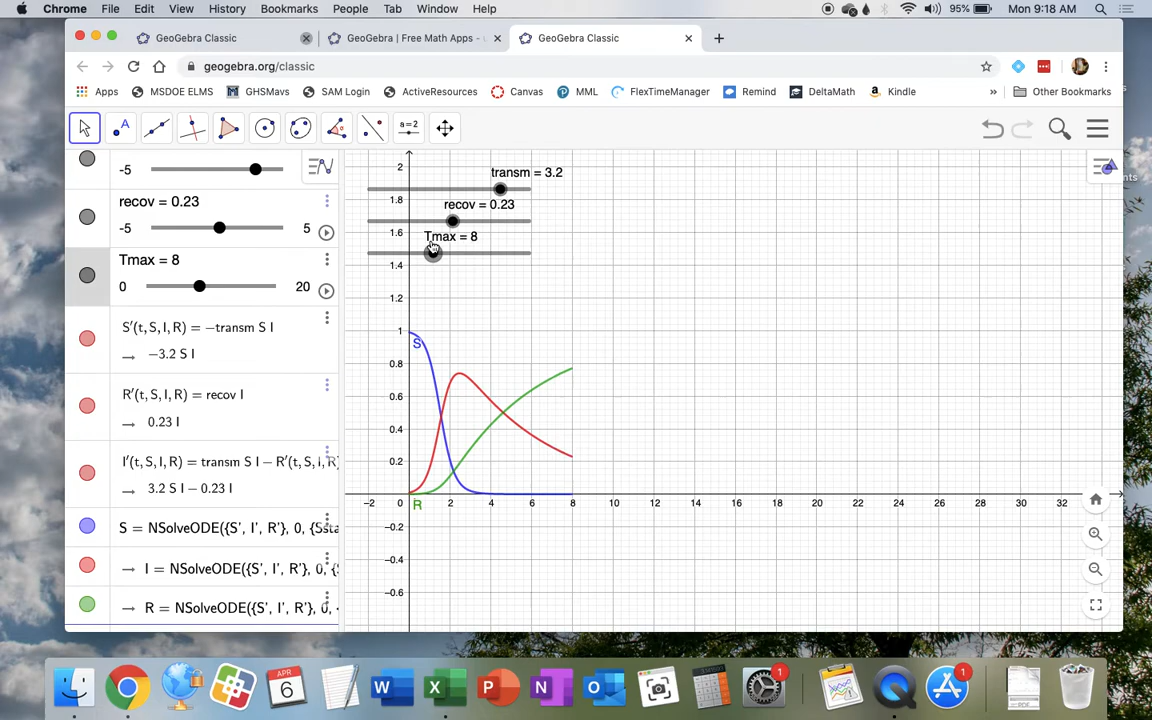 Chrome File Edit View History Bookmarks People Tab Window Help 95% Mon 9:18 AM
GeoGebra Classic GeoGebra | Free Math Apps - GeoGebra Classic
geogebra.org/classic
Apps MSDOE ELMS GHSMavs SAM Login ActiveResources Canvas MML FlexTimeManager Remind DeltaMath Kindle » Other Bookmarks
a=2
-5
recov = 0.23
-5 5
Tmax = 8
0 20
S′(t, S, I, R) = −transm S I
→ −3.2 S I
R′(t, S, I, R) = recov I
→ 0.23 I
I′(t, S, I, R) = transm S I − R′(t, S, I, R)
→ 3.2 S I − 0.23 I
S = NSolveODE({S', I', R'}, 0, {Ssta
→ I = NSolveODE({S', I', R'}, 0, {S
→ R = NSolveODE({S', I', R'}, 0,
transm = 3.2
recov = 0.23
Tmax = 8
2
1.8
1.6
1.4
1.2
1
0.8
0.6
0.4
0.2
0
−0.2
−0.4
−0.6
S
R
−2 2 4 6 8 10 12 14 16 18 20 22 24 26 28 30 32
APR
6
W X P N O
1
1